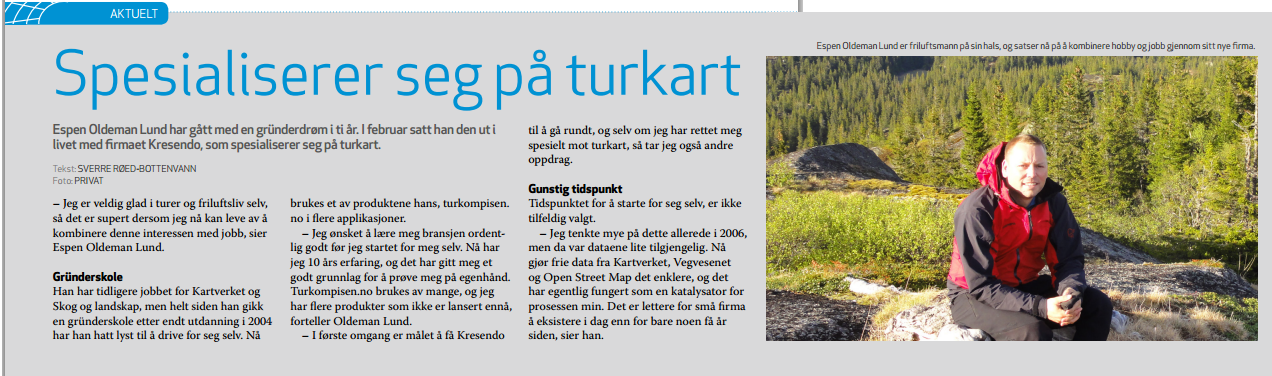 AKTUELT
Spesialiserer seg på turkart
Espen Oldeman Lund har gått med en gründerdrøm i ti år. I februar satt han den ut i
livet med firmaet Kresendo, som spesialiserer seg på turkart.
Tekst: SVERRE RØED-BOTTENVANN
Foto: PRIVAT
– Jeg er veldig glad i turer og friluftsliv selv,
så det er supert dersom jeg nå kan leve av å
kombinere denne interessen med jobb, sier
Espen Oldeman Lund.
Gründerskole
Han har tidligere jobbet for Kartverket og
Skog og landskap, men helt siden han gikk
en gründerskole etter endt utdanning i 2004
har han hatt lyst til å drive for seg selv. Nå
brukes et av produktene hans, turkompisen.
no i flere applikasjoner.
– Jeg ønsket å lære meg bransjen ordent-
lig godt før jeg startet for meg selv. Nå har
jeg 10 års erfaring, og det har gitt meg et
godt grunnlag for å prøve meg på egenhånd.
Turkompisen.no brukes av mange, og jeg
har flere produkter som ikke er lansert ennå,
forteller Oldeman Lund.
– I første omgang er målet å få Kresendo
til å gå rundt, og selv om jeg har rettet meg
spesielt mot turkart, så tar jeg også andre
oppdrag.
Gunstig tidspunkt
Tidspunktet for å starte for seg selv, er ikke
tilfeldig valgt.
– Jeg tenkte mye på dette allerede i 2006,
men da var dataene lite tilgjengelig. Nå
gjør frie data fra Kartverket, Vegvesenet
og Open Street Map det enklere, og det
har egentlig fungert som en katalysator for
prosessen min. Det er lettere for små firma
å eksistere i dag enn for bare noen få år
siden, sier han.
Espen Oldeman Lund er friluftsmann på sin hals, og satser nå på å kombinere hobby og jobb gjennom sitt nye firma.